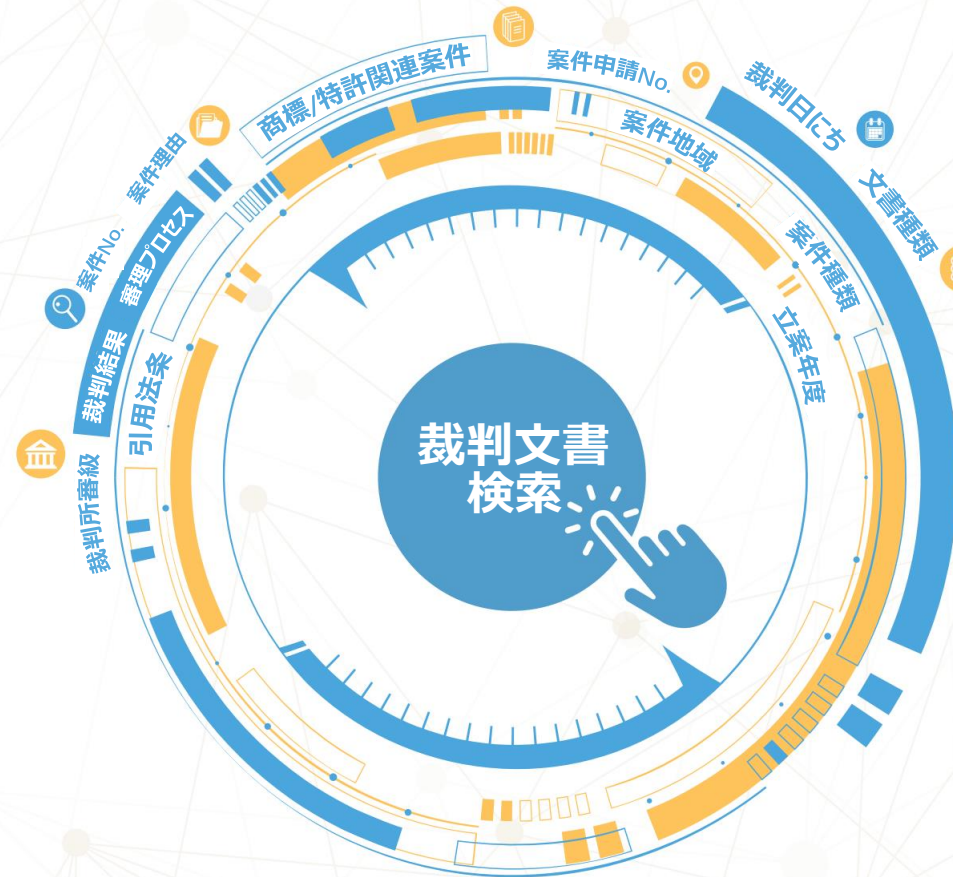 裁判所審級
案件No.
案件理由
商標/特許関連案件
案件申請No.
裁判日にち
文書種類
裁判結果
審理プロセス
引用法条
案件地域
案件種類
立案年度
裁判文書
検索